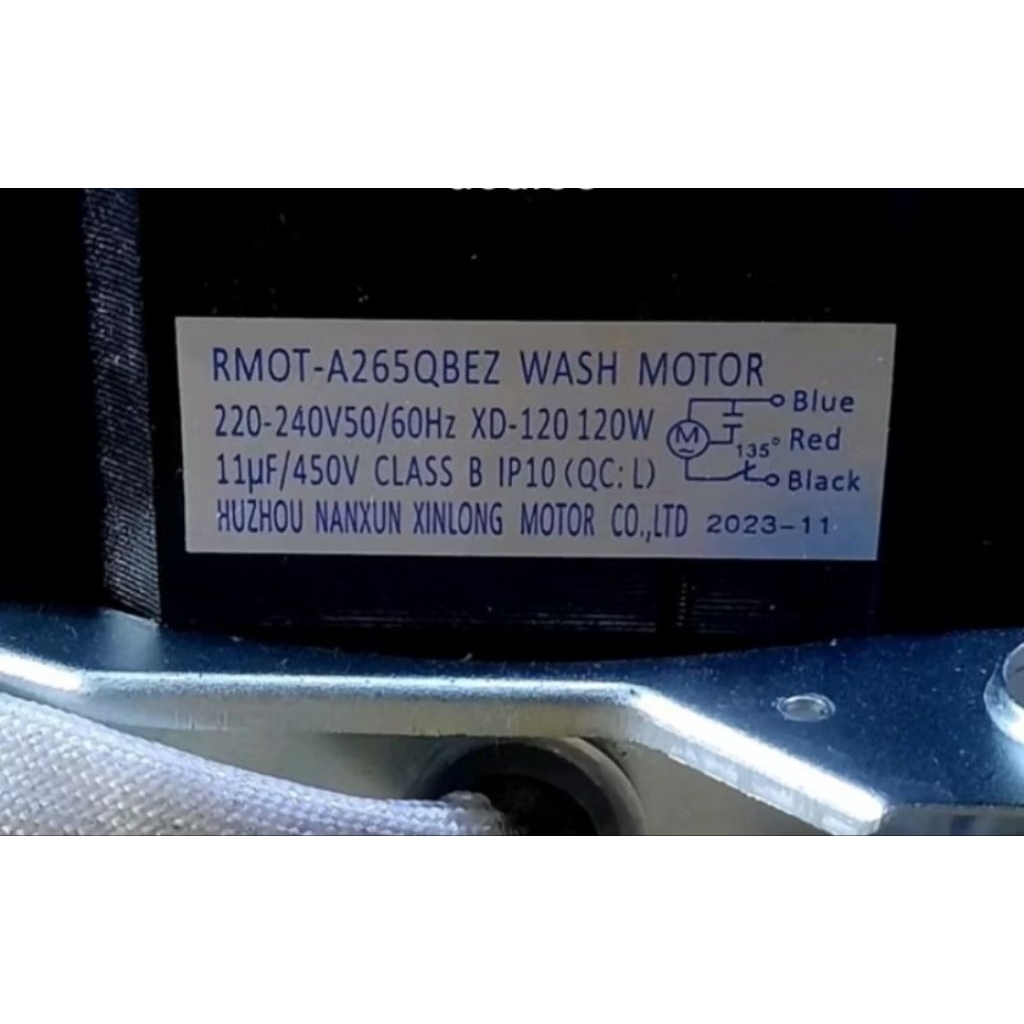 RMOT-A265QBEZ WASH MOTOR
220-240V50/60Hz XD-120 120W
11μF/450V CLASS B IP10 (QC: L)
HUZHOU NANXUN XINLONG MOTOR CO.,LTD 2023-11
M
135°
Blue
Red
Black